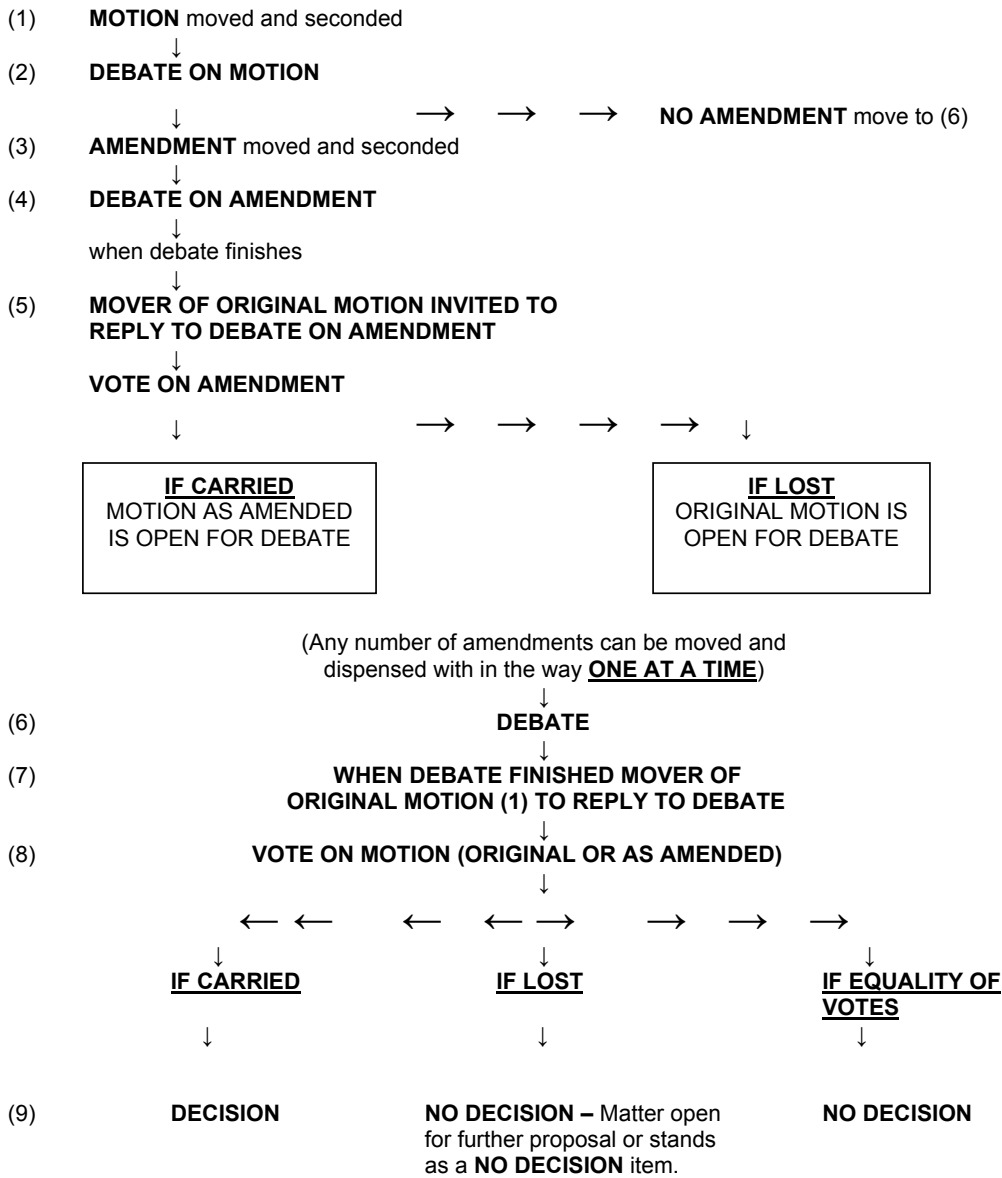 (1) MOTION moved and seconded
↓
(2) DEBATE ON MOTION
↓ → → → NO AMENDMENT move to (6)
(3) AMENDMENT moved and seconded
↓
(4) DEBATE ON AMENDMENT
↓
when debate finishes
↓
(5) MOVER OF ORIGINAL MOTION INVITED TO
REPLY TO DEBATE ON AMENDMENT
↓
VOTE ON AMENDMENT
↓ → → → → ↓
IF CARRIED
MOTION AS AMENDED
IS OPEN FOR DEBATE
IF LOST
ORIGINAL MOTION IS
OPEN FOR DEBATE
(Any number of amendments can be moved and
dispensed with in the way ONE AT A TIME)
↓
(6) DEBATE
↓
(7) WHEN DEBATE FINISHED MOVER OF
ORIGINAL MOTION (1) TO REPLY TO DEBATE
↓
(8) VOTE ON MOTION (ORIGINAL OR AS AMENDED)
↓
← ← ← ← → → → →
↓ ↓ ↓
IF CARRIED
IF LOST
IF EQUALITY OF
VOTES
↓ ↓ ↓
(9) DECISION
NO DECISION – Matter open
for further proposal or stands
as a NO DECISION item.
NO DECISION